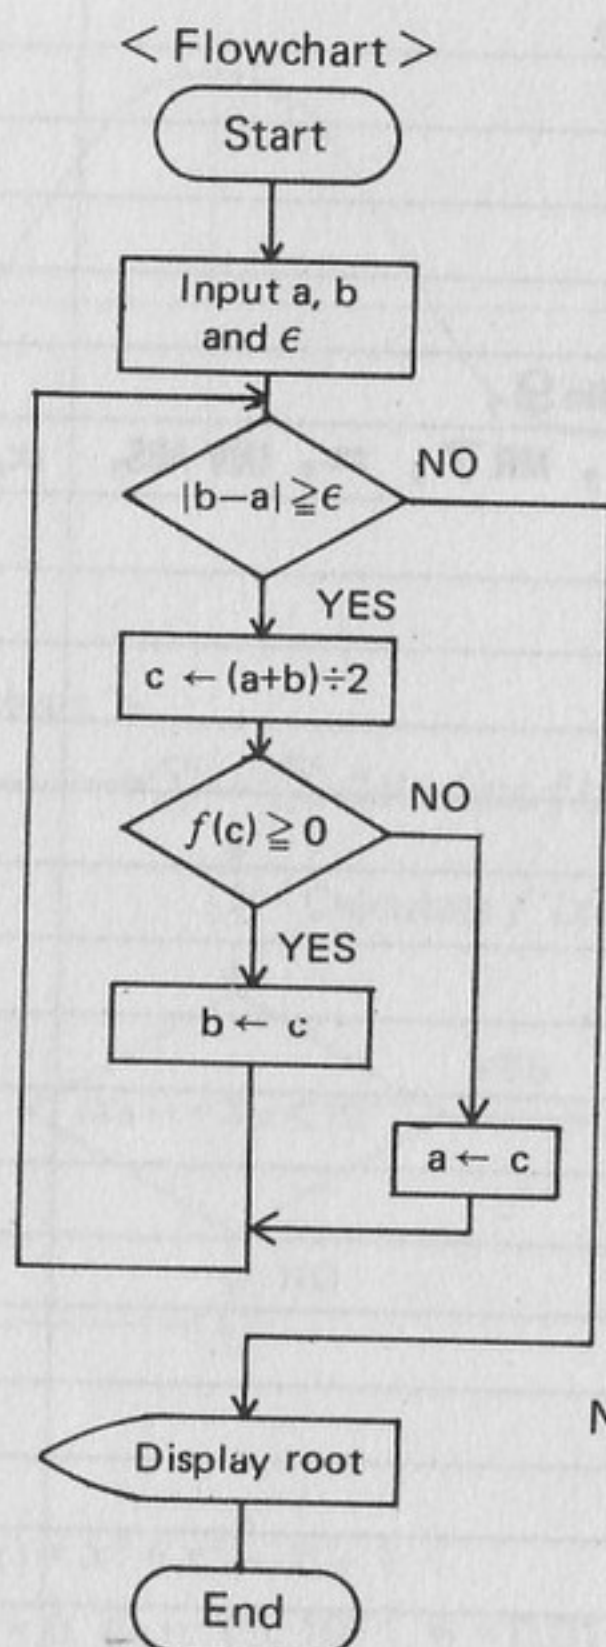 < Flowchart >
Start
Input a, b
and ϵ
|b−a| ≧ ϵ
NO
YES
c ← (a+b)÷2
f(c) ≧ 0
NO
YES
b ← c
a ← c
Display root
End